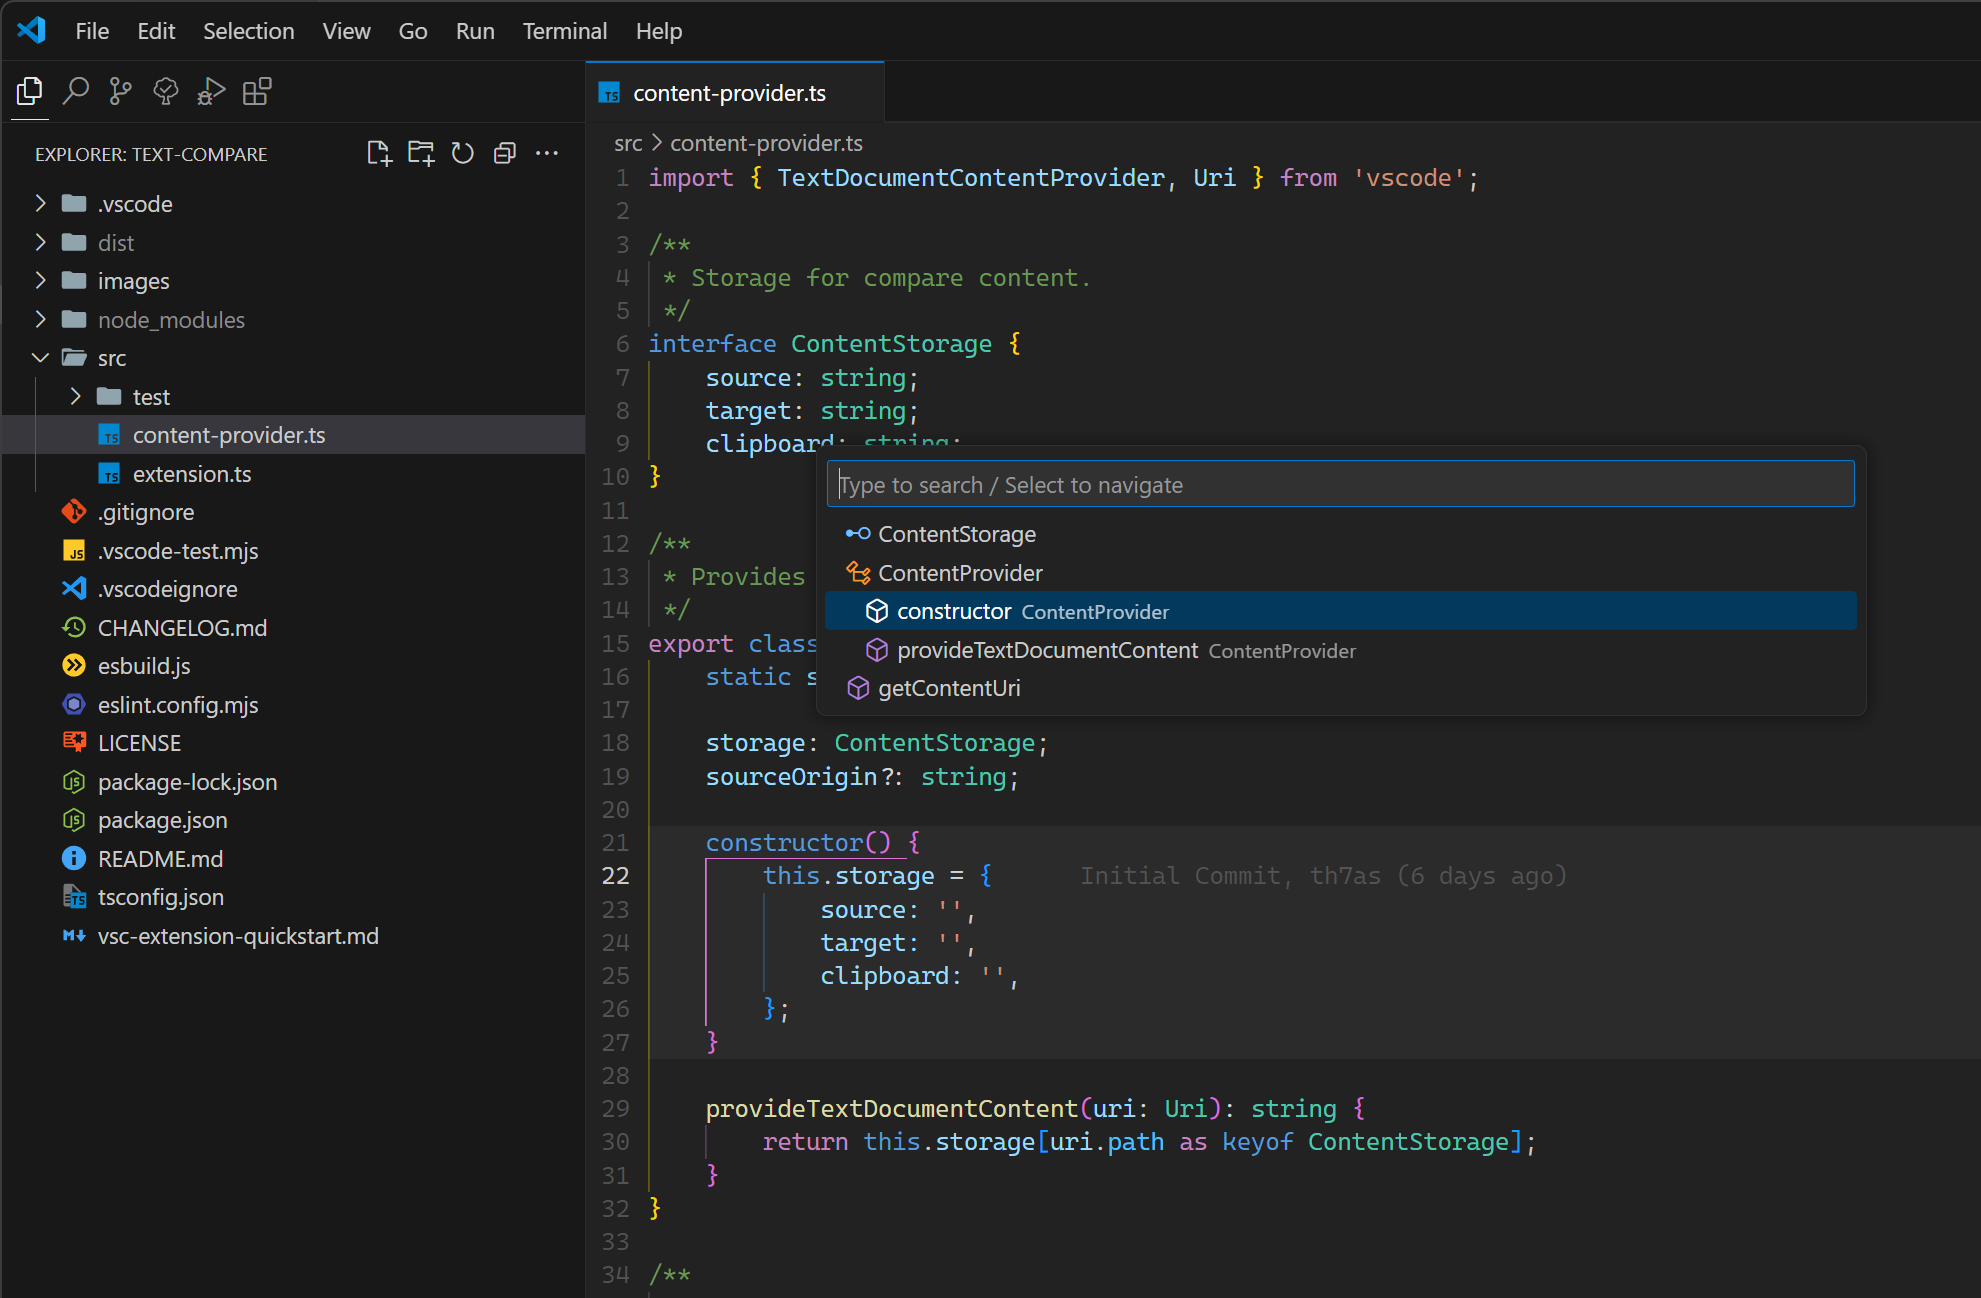 File Edit Selection View Go Run Terminal Help
EXPLORER: TEXT-COMPARE
.vscode
dist
images
node_modules
src
test
content-provider.ts
extension.ts
.gitignore
.vscode-test.mjs
.vscodeignore
CHANGELOG.md
esbuild.js
eslint.config.mjs
LICENSE
package-lock.json
package.json
README.md
tsconfig.json
vsc-extension-quickstart.md
content-provider.ts
src > content-provider.ts
1 import { TextDocumentContentProvider, Uri } from 'vscode';
2
3 /**
4 * Storage for compare content.
5 */
6 interface ContentStorage {
7 source: string;
8 target: string;
9 clipboard: string;
10 }
11
12 /**
13 * Provides
14 */
15 export class
16 static s
17
18 storage: ContentStorage;
19 sourceOrigin?: string;
20
21 constructor() {
22 this.storage = { Initial Commit, th7as (6 days ago)
23 source: '',
24 target: '',
25 clipboard: '',
26 };
27 }
28
29 provideTextDocumentContent(uri: Uri): string {
30 return this.storage[uri.path as keyof ContentStorage];
31 }
32 }
33
34 /**
Type to search / Select to navigate
ContentStorage
ContentProvider
constructor ContentProvider
provideTextDocumentContent ContentProvider
getContentUri